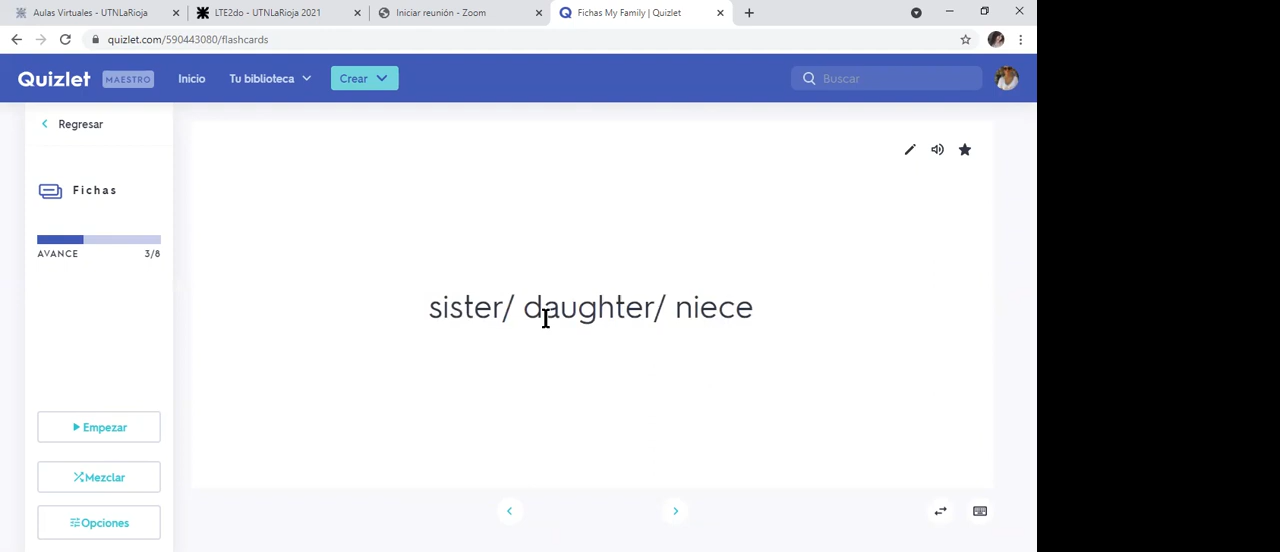 Aulas Virtuales - UTNLaRioja
LTE2do - UTNLaRioja 2021
Iniciar reunión - Zoom
Fichas My Family | Quizlet
quizlet.com/590443080/flashcards
Quizlet MAESTRO Inicio Tu biblioteca Crear Buscar
Regresar
Fichas
AVANCE 3/8
sister/ daughter/ niece
Empezar
Mezclar
Opciones